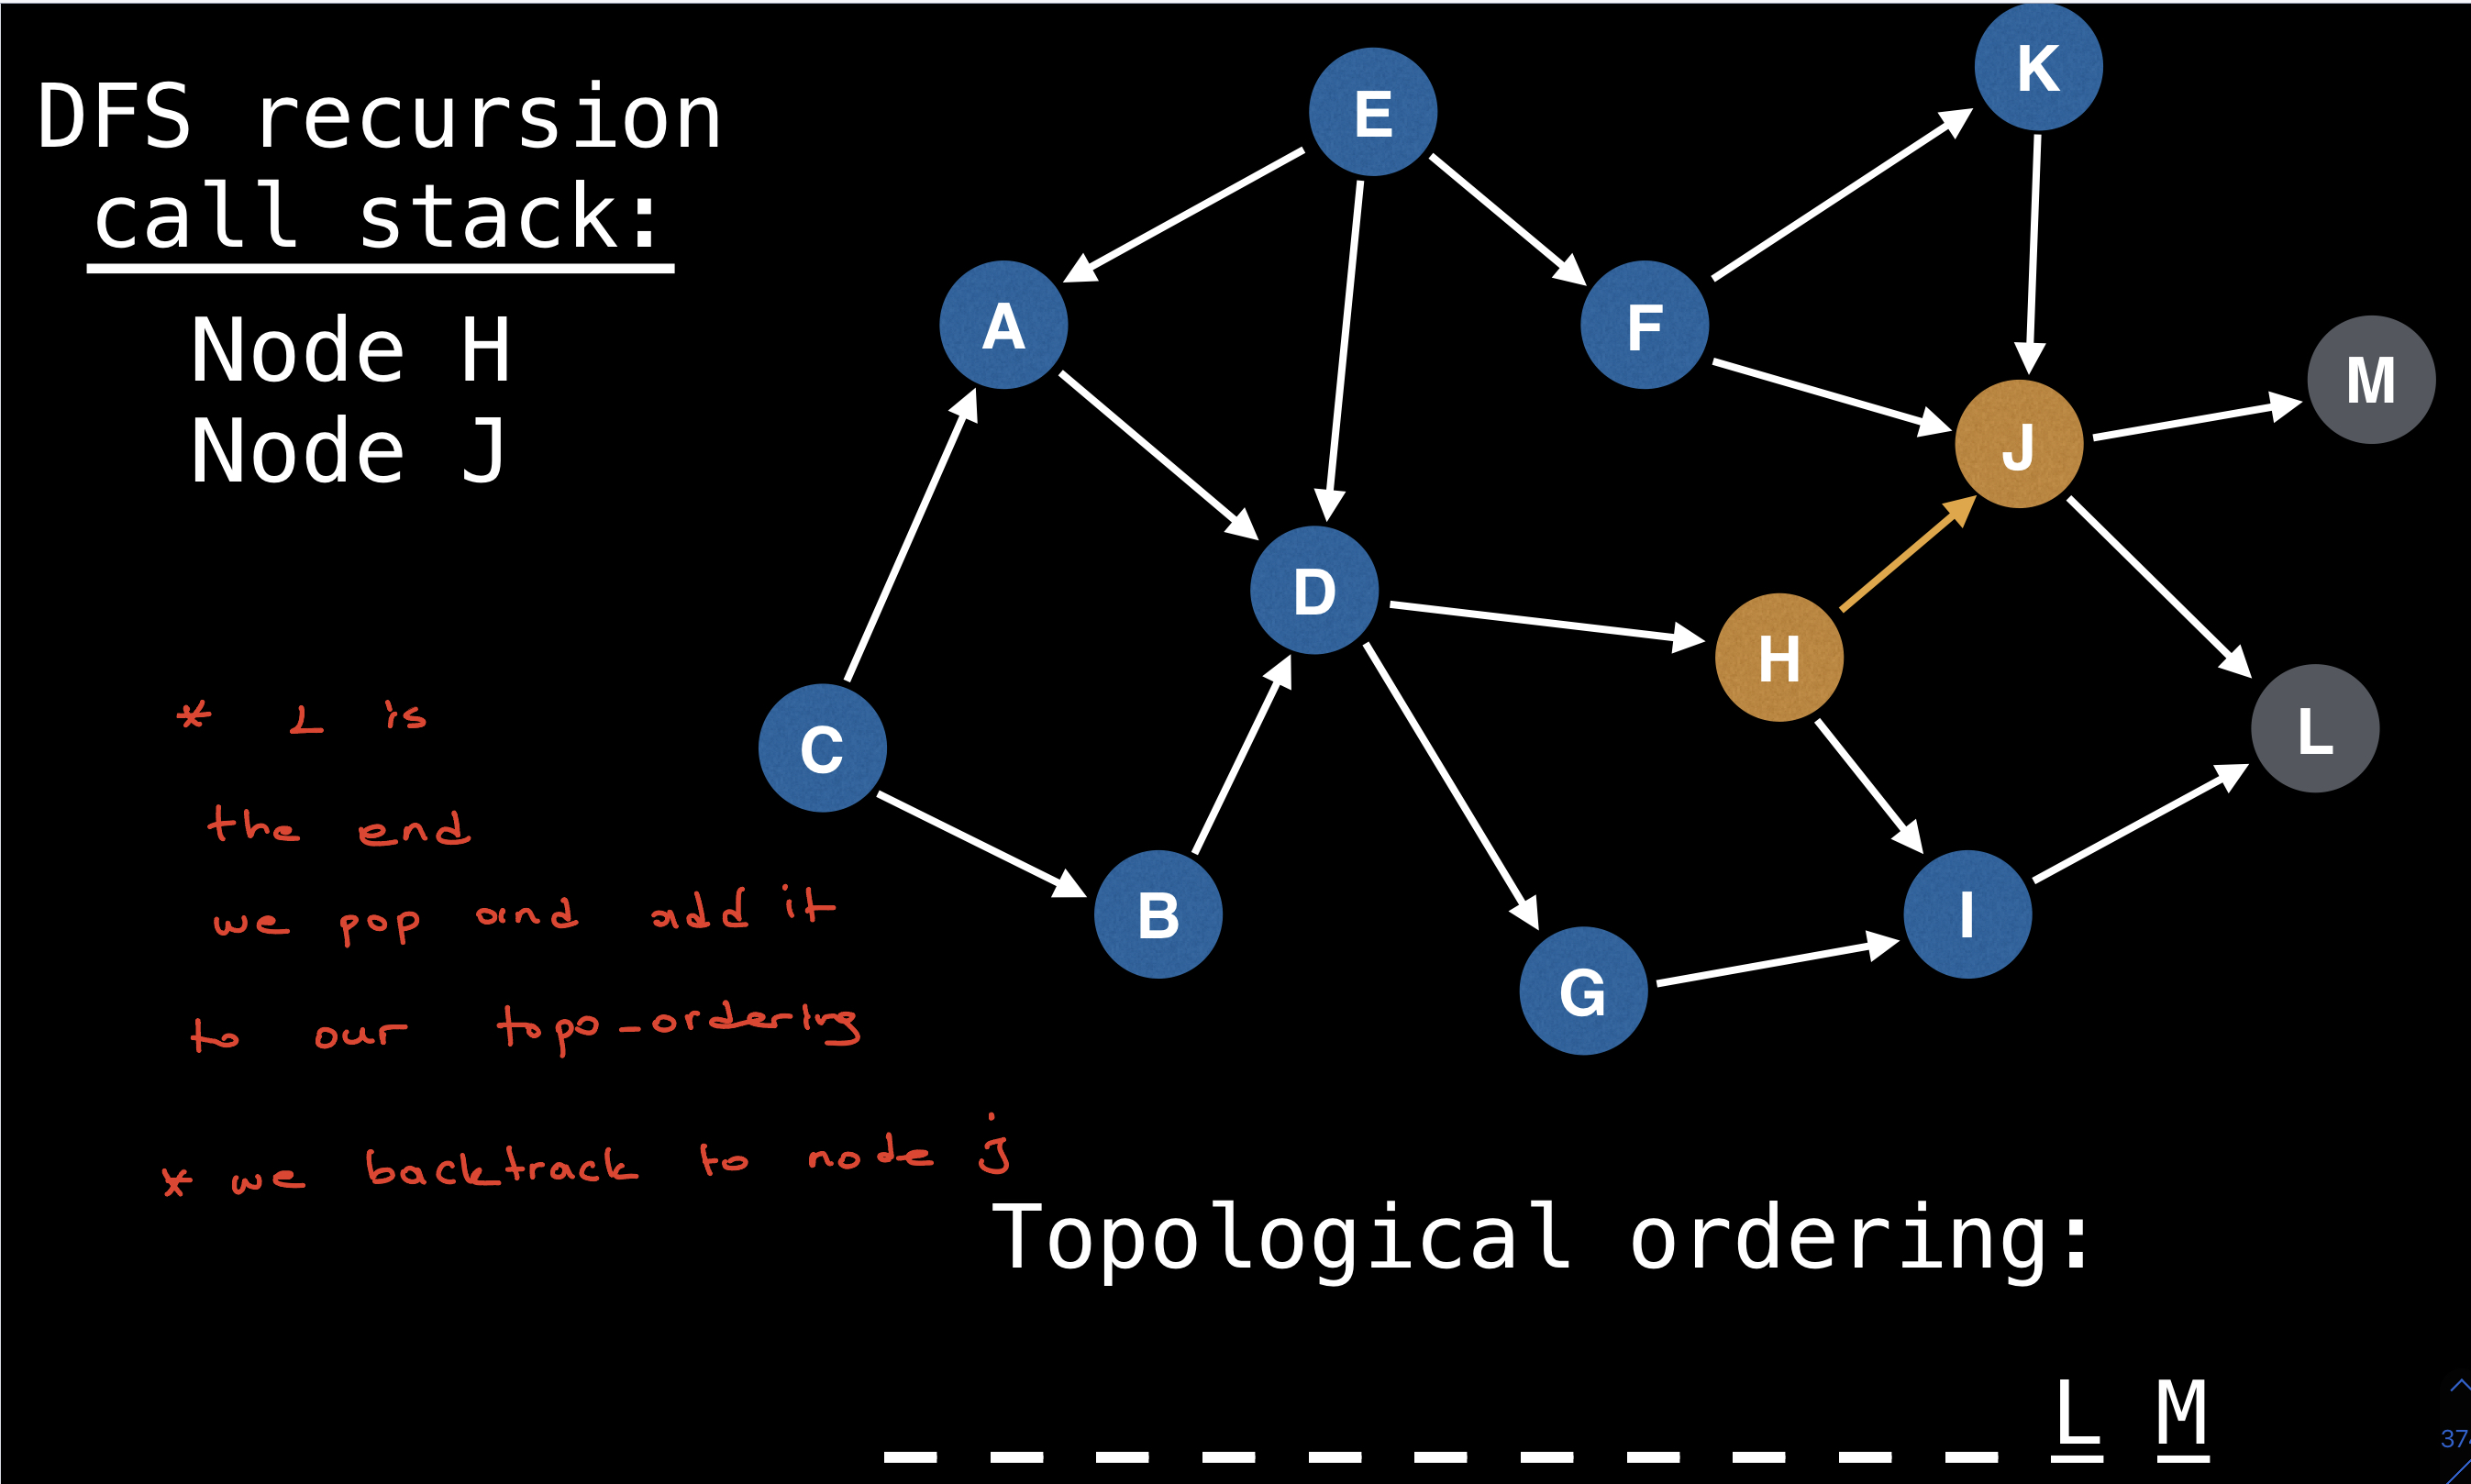 DFS recursion
call stack:
Node H
Node J
E
K
A
F
M
J
D
H
C
L
B
I
G
* L is
the end
we pop and add it
to our topo-ordering
* we backtrack to node j
Topological ordering:
_ _ _ _ _ _ _ _ _ _ _ L M